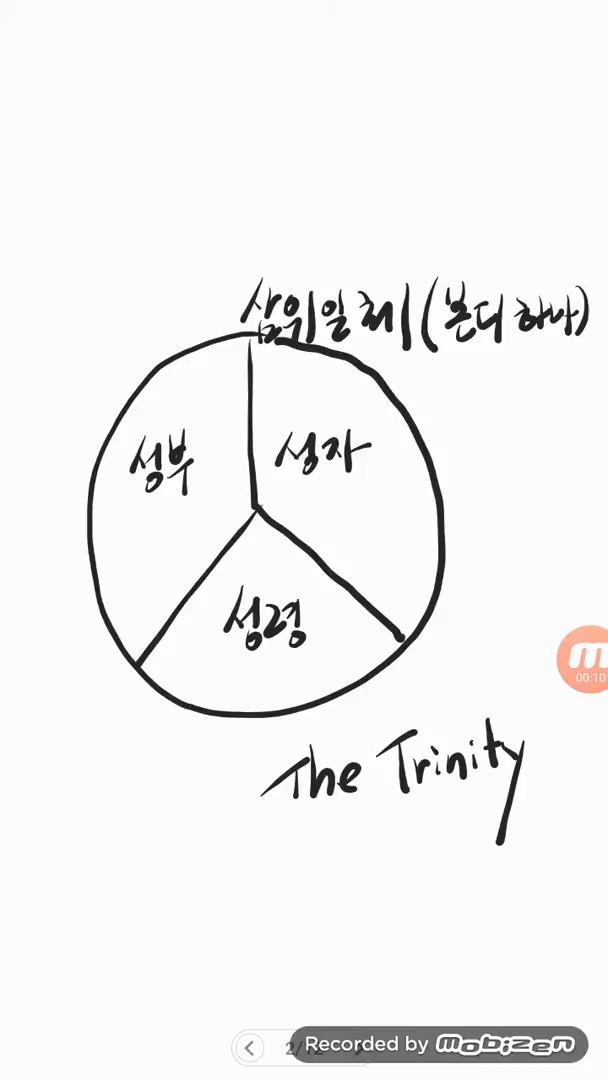 삼위일체(본디하나)
성부
성자
성령
The Trinity
00:10
Recorded by mobizen